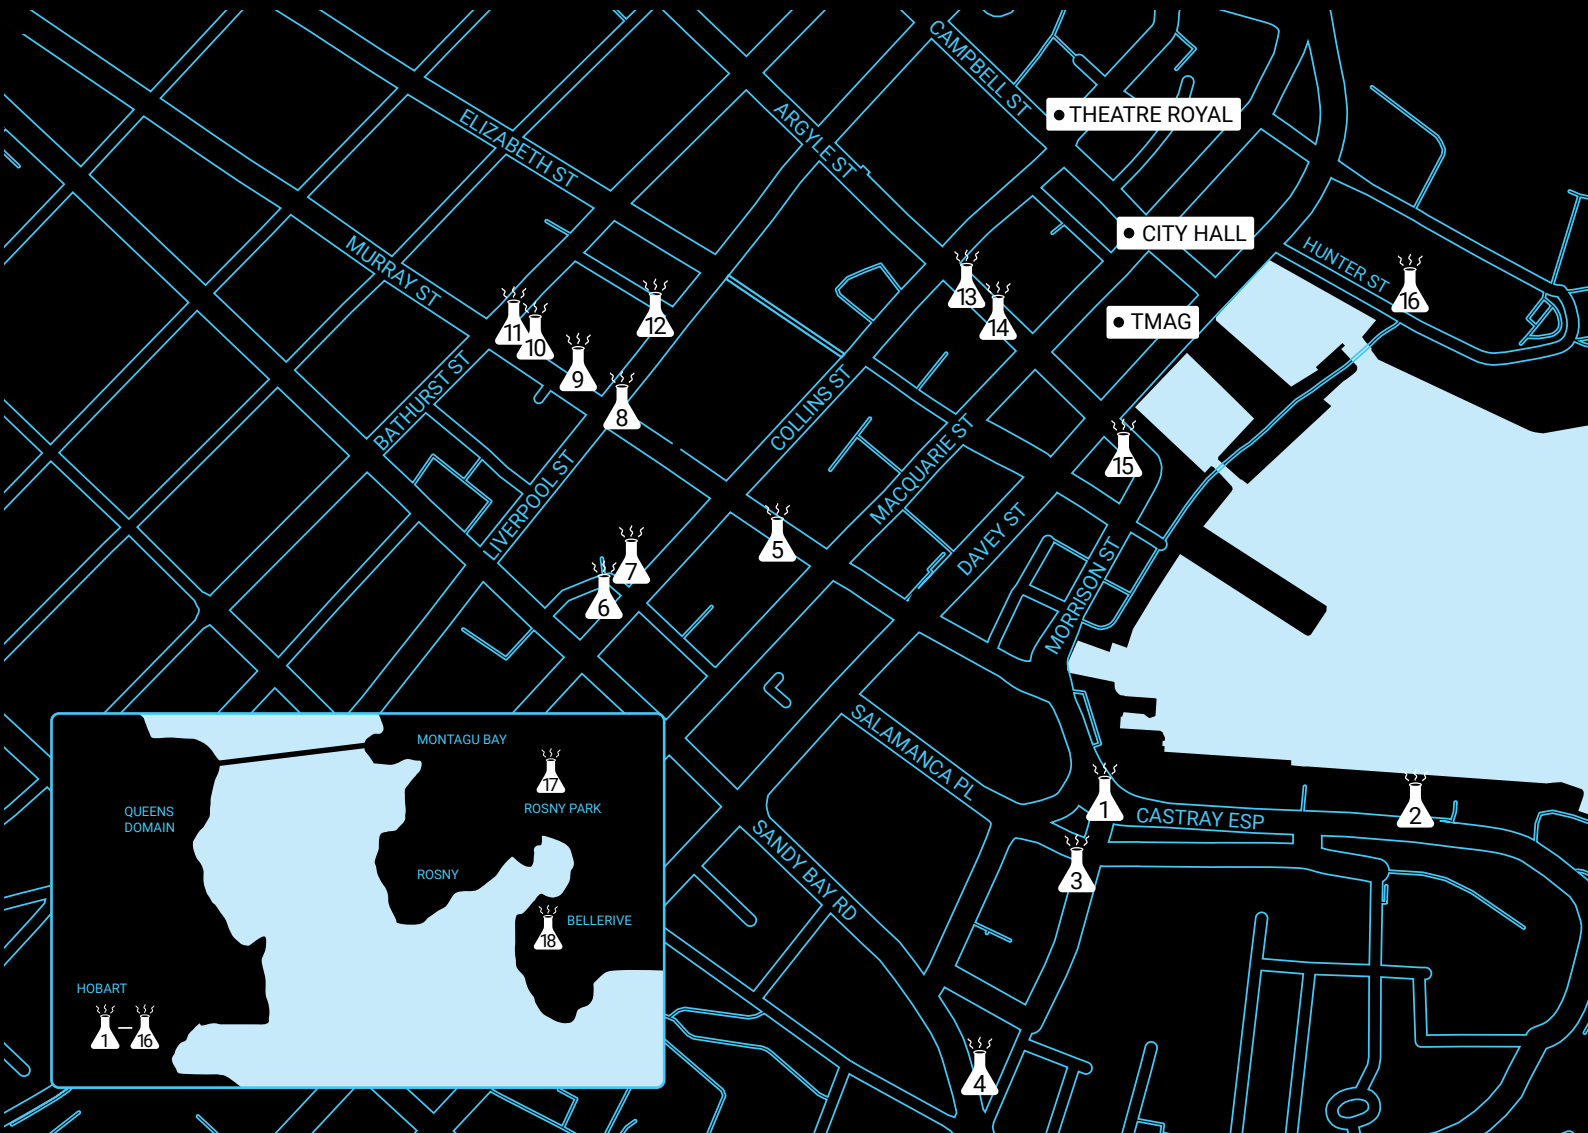 CAMPBELL ST
THEATRE ROYAL
ARGYLE ST
ELIZABETH ST
CITY HALL
HUNTER ST
MURRAY ST
16
13
14
TMAG
12
11
10
9
8
BATHURST ST
COLLINS ST
MACQUARIE ST
15
LIVERPOOL ST
DAVEY ST
5
7
6
MORRISON ST
SALAMANCA PL
1
CASTRAY ESP
2
SANDY BAY RD
3
4
MONTAGU BAY
17
ROSNY PARK
QUEENS
DOMAIN
ROSNY
BELLERIVE
18
HOBART
1 – 16